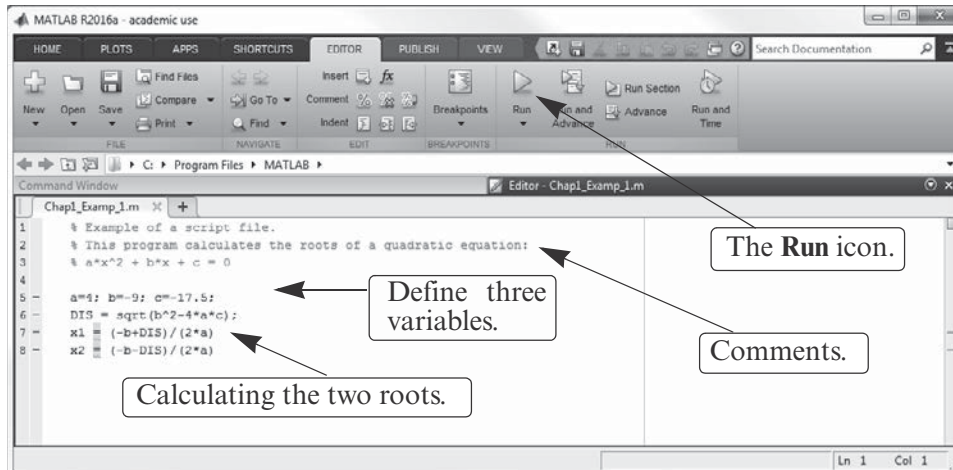 MATLAB R2016a - academic use
HOME PLOTS APPS SHORTCUTS EDITOR PUBLISH VIEW Search Documentation
New Open Save Find Files Compare Print
Go To Find
Insert fx
Comment
Indent
Breakpoints Run Run and Advance Run Section Advance Run and Time
FILE NAVIGATE EDIT BREAKPOINTS RUN
C: Program Files MATLAB
Command Window Editor - Chap1_Examp_1.m
Chap1_Examp_1.m +
1 % Example of a script file.
2 % This program calculates the roots of a quadratic equation:
3 % a*x^2 + b*x + c = 0
4
5 - a=4; b=-9; c=-17.5;
6 - DIS = sqrt(b^2-4*a*c);
7 - x1 = (-b+DIS)/(2*a)
8 - x2 = (-b-DIS)/(2*a)
The Run icon.
Define three
variables.
Comments.
Calculating the two roots.
Ln 1 Col 1